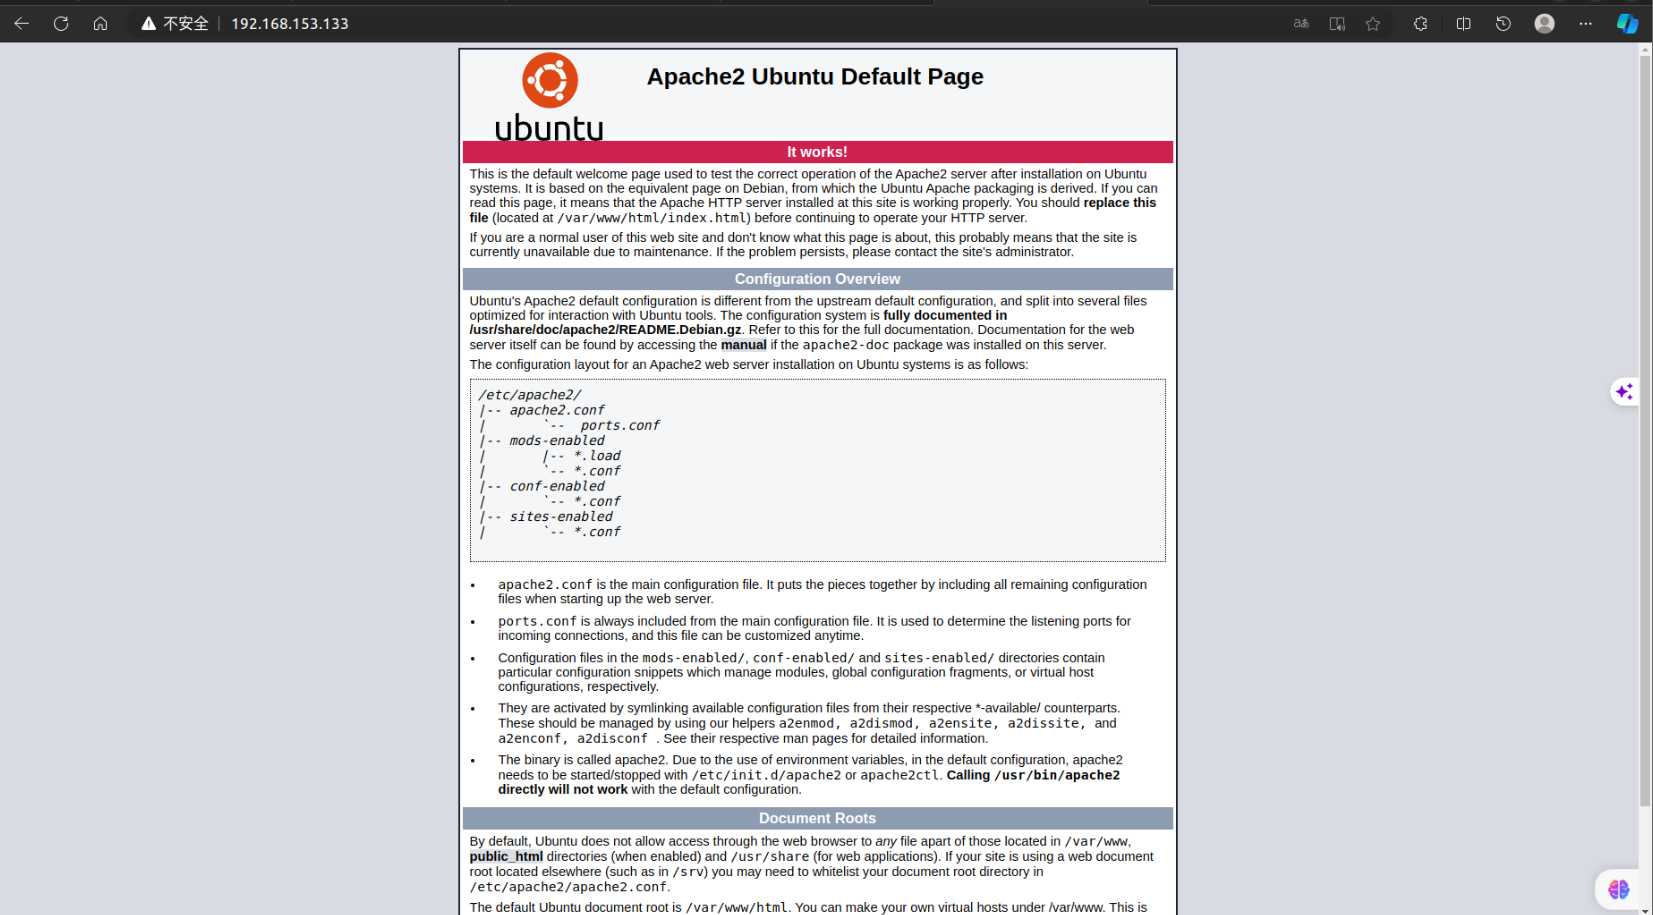 不安全 192.168.153.133
aあ
ubuntu
Apache2 Ubuntu Default Page
It works!
This is the default welcome page used to test the correct operation of the Apache2 server after installation on Ubuntu
systems. It is based on the equivalent page on Debian, from which the Ubuntu Apache packaging is derived. If you can
read this page, it means that the Apache HTTP server installed at this site is working properly. You should replace this
file (located at /var/www/html/index.html) before continuing to operate your HTTP server.
If you are a normal user of this web site and don't know what this page is about, this probably means that the site is
currently unavailable due to maintenance. If the problem persists, please contact the site's administrator.
Configuration Overview
Ubuntu's Apache2 default configuration is different from the upstream default configuration, and split into several files
optimized for interaction with Ubuntu tools. The configuration system is fully documented in
/usr/share/doc/apache2/README.Debian.gz. Refer to this for the full documentation. Documentation for the web
server itself can be found by accessing the manual if the apache2-doc package was installed on this server.
The configuration layout for an Apache2 web server installation on Ubuntu systems is as follows:
/etc/apache2/
|-- apache2.conf
|       `--  ports.conf
|-- mods-enabled
|       |-- *.load
|       `-- *.conf
|-- conf-enabled
|       `-- *.conf
|-- sites-enabled
|       `-- *.conf
• apache2.conf is the main configuration file. It puts the pieces together by including all remaining configuration
files when starting up the web server.
• ports.conf is always included from the main configuration file. It is used to determine the listening ports for
incoming connections, and this file can be customized anytime.
• Configuration files in the mods-enabled/, conf-enabled/ and sites-enabled/ directories contain
particular configuration snippets which manage modules, global configuration fragments, or virtual host
configurations, respectively.
• They are activated by symlinking available configuration files from their respective *-available/ counterparts.
These should be managed by using our helpers a2enmod, a2dismod, a2ensite, a2dissite, and
a2enconf, a2disconf . See their respective man pages for detailed information.
• The binary is called apache2. Due to the use of environment variables, in the default configuration, apache2
needs to be started/stopped with /etc/init.d/apache2 or apache2ctl. Calling /usr/bin/apache2
directly will not work with the default configuration.
Document Roots
By default, Ubuntu does not allow access through the web browser to any file apart of those located in /var/www,
public_html directories (when enabled) and /usr/share (for web applications). If your site is using a web document
root located elsewhere (such as in /srv) you may need to whitelist your document root directory in
/etc/apache2/apache2.conf.
The default Ubuntu document root is /var/www/html. You can make your own virtual hosts under /var/www. This is